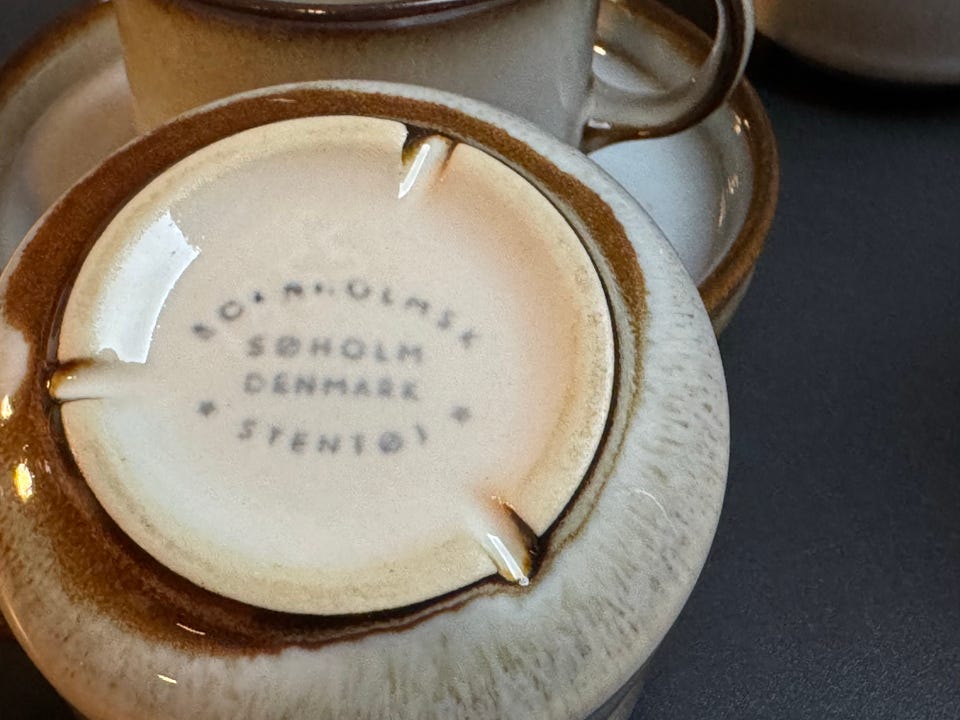 BORNHOLMSK
SØHOLM
DENMARK
* STENTØJ *